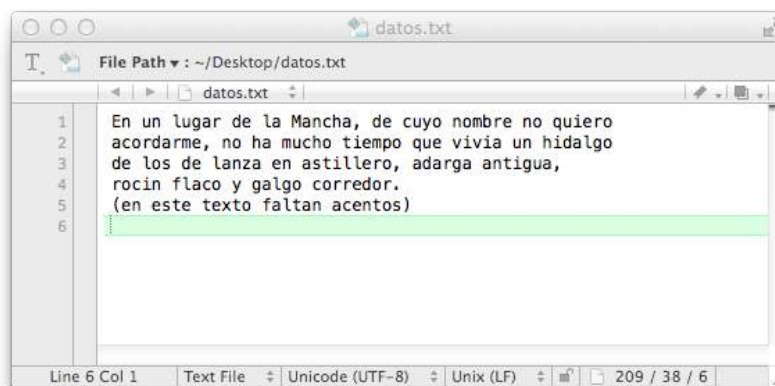 datos.txt
File Path ▾ : ~/Desktop/datos.txt
datos.txt
1 En un lugar de la Mancha, de cuyo nombre no quiero
2 acordarme, no ha mucho tiempo que vivia un hidalgo
3 de los de lanza en astillero, adarga antigua,
4 rocin flaco y galgo corredor.
5 (en este texto faltan acentos)
6
Line 6 Col 1 Text File Unicode (UTF-8) Unix (LF) 209 / 38 / 6